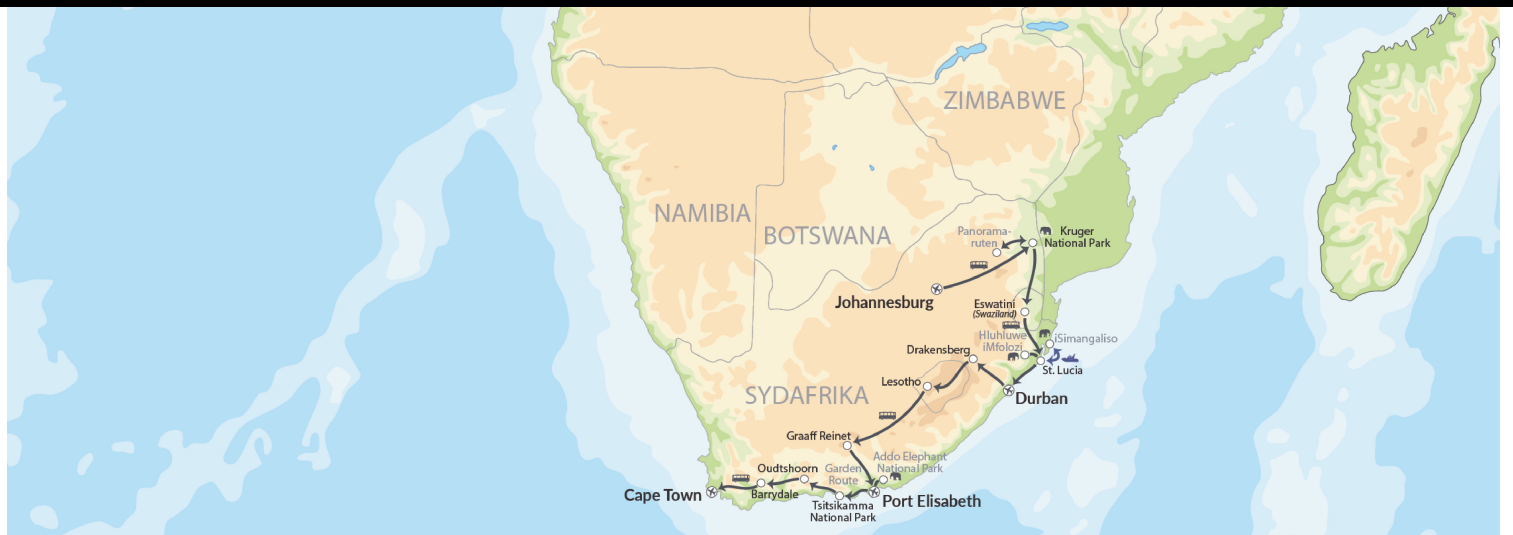 ZIMBABWE
NAMIBIA
BOTSWANA
Panorama-
ruten
Kruger
National Park
Johannesburg
Eswatini
(Swaziland)
Hluhluwe
iMfolozi
iSimangaliso
Drakensberg
St. Lucia
Lesotho
SYDAFRIKA
Durban
Graaff Reinet
Addo Elephant
National Park
Oudtshoorn
Garden
Route
Cape Town
Barrydale
Tsitsikamma
National Park
Port Elisabeth